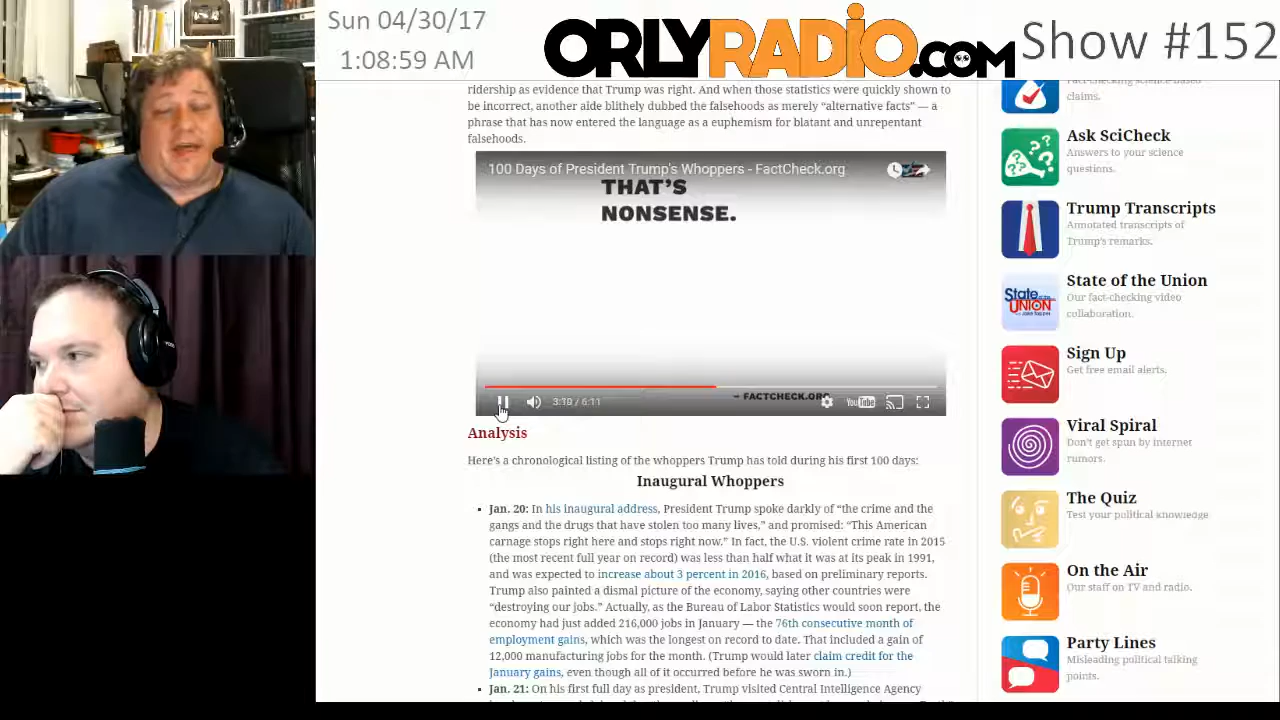 Sun 04/30/17
1:08:59 AM
ORLYRADiO.COM
Show #152
ridership as evidence that Trump was right. And when those statistics were quickly shown to
be incorrect, another aide blithely dubbed the falsehoods as merely “alternative facts” — a
phrase that has now entered the language as a euphemism for blatant and unrepentant
falsehoods.
100 Days of President Trump's Whoppers - FactCheck.org
THAT’S
NONSENSE.
– FACTCHECK.ORG
3:19 / 6:11
YouTube
Analysis
Here’s a chronological listing of the whoppers Trump has told during his first 100 days:
Inaugural Whoppers
Jan. 20: In his inaugural address, President Trump spoke darkly of “the crime and the
gangs and the drugs that have stolen too many lives,” and promised: “This American
carnage stops right here and stops right now.” In fact, the U.S. violent crime rate in 2015
(the most recent full year on record) was less than half what it was at its peak in 1991,
and was expected to increase about 3 percent in 2016, based on preliminary reports.
Trump also painted a dismal picture of the economy, saying other countries were
“destroying our jobs.” Actually, as the Bureau of Labor Statistics would soon report, the
economy had just added 216,000 jobs in January — the 76th consecutive month of
employment gains, which was the longest on record to date. That included a gain of
12,000 manufacturing jobs for the month. (Trump would later claim credit for the
January gains, even though all of it occurred before he was sworn in.)
Jan. 21: On his first full day as president, Trump visited Central Intelligence Agency
Fact-checking science-based
claims.
Ask SciCheck
Answers to your science
questions.
Trump Transcripts
Annotated transcripts of
Trump's remarks.
State of the Union
State of the
UNION
Our fact-checking video
collaboration.
Sign Up
Get free email alerts.
Viral Spiral
Don't get spun by internet
rumors.
The Quiz
Test your political knowledge
On the Air
Our staff on TV and radio.
Party Lines
Misleading political talking
points.